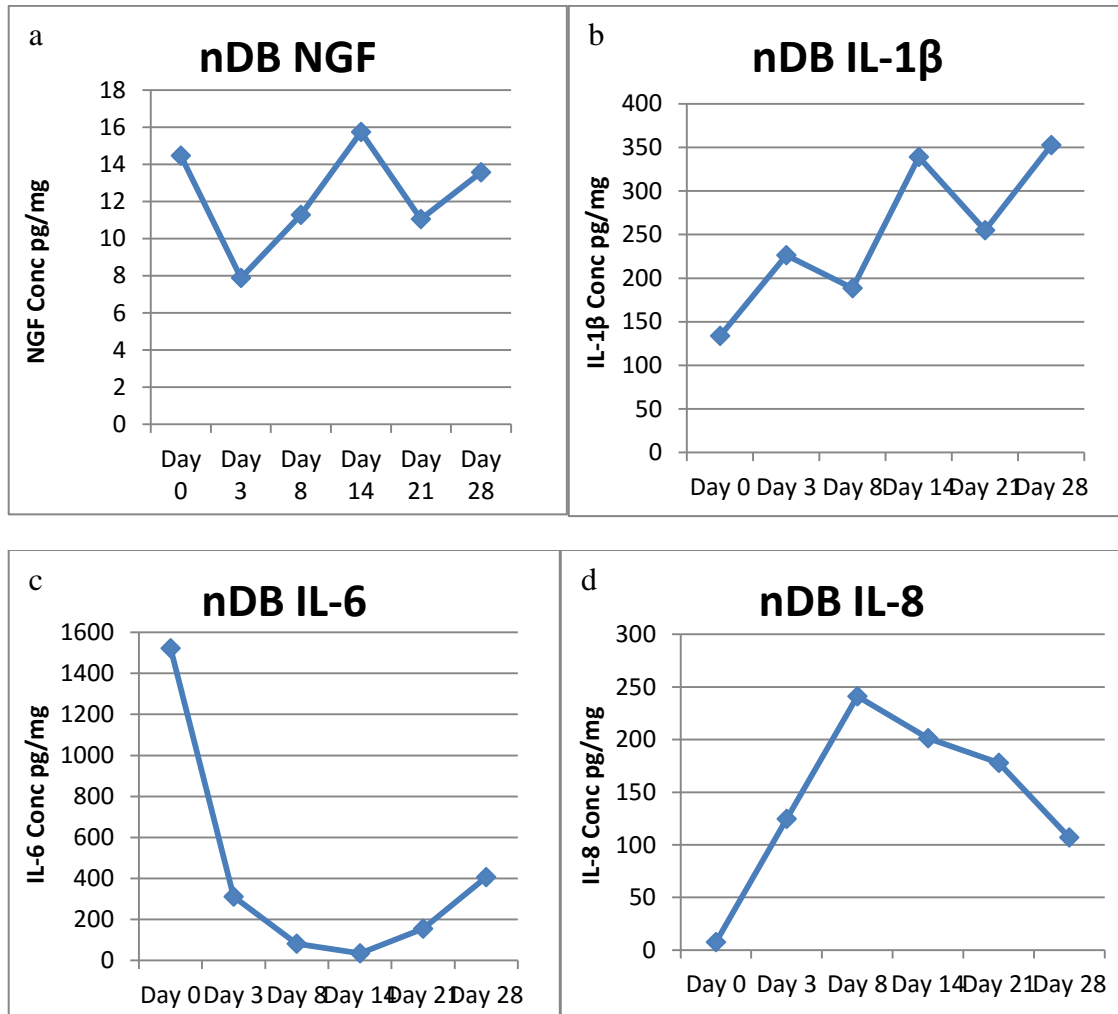 a
nDB NGF
18
16
14
12
10
8
6
4
2
0
NGF Conc pg/mg
Day Day Day Day Day Day
0 3 8 14 21 28
b
nDB IL-1β
400
350
300
250
200
150
100
50
0
IL-1β Conc pg/mg
Day 0 Day 3 Day 8 Day 14 Day 21 Day 28
c
nDB IL-6
1600
1400
1200
1000
800
600
400
200
0
IL-6 Conc pg/mg
Day 0 Day 3 Day 8 Day 14 Day 21 Day 28
d
nDB IL-8
300
250
200
150
100
50
0
IL-8 Conc pg/mg
Day 0 Day 3 Day 8 Day 14 Day 21 Day 28